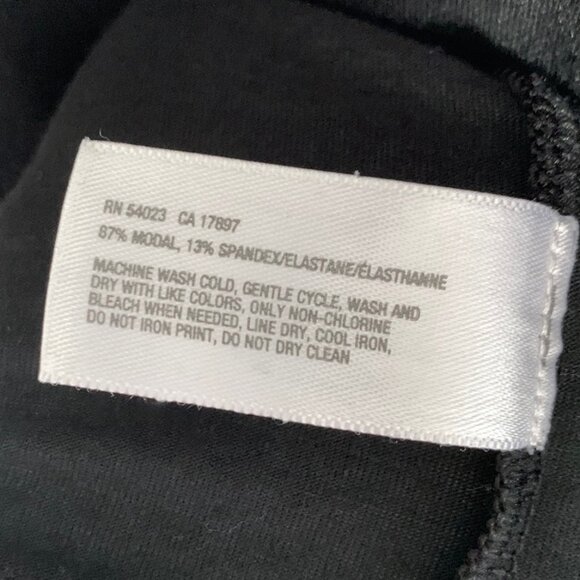 RN 54023 CA 17897
87% MODAL, 13% SPANDEX/ELASTANE/ÉLASTHANNE
MACHINE WASH COLD, GENTLE CYCLE, WASH AND
DRY WITH LIKE COLORS, ONLY NON-CHLORINE
BLEACH WHEN NEEDED, LINE DRY, COOL IRON,
DO NOT IRON PRINT, DO NOT DRY CLEAN